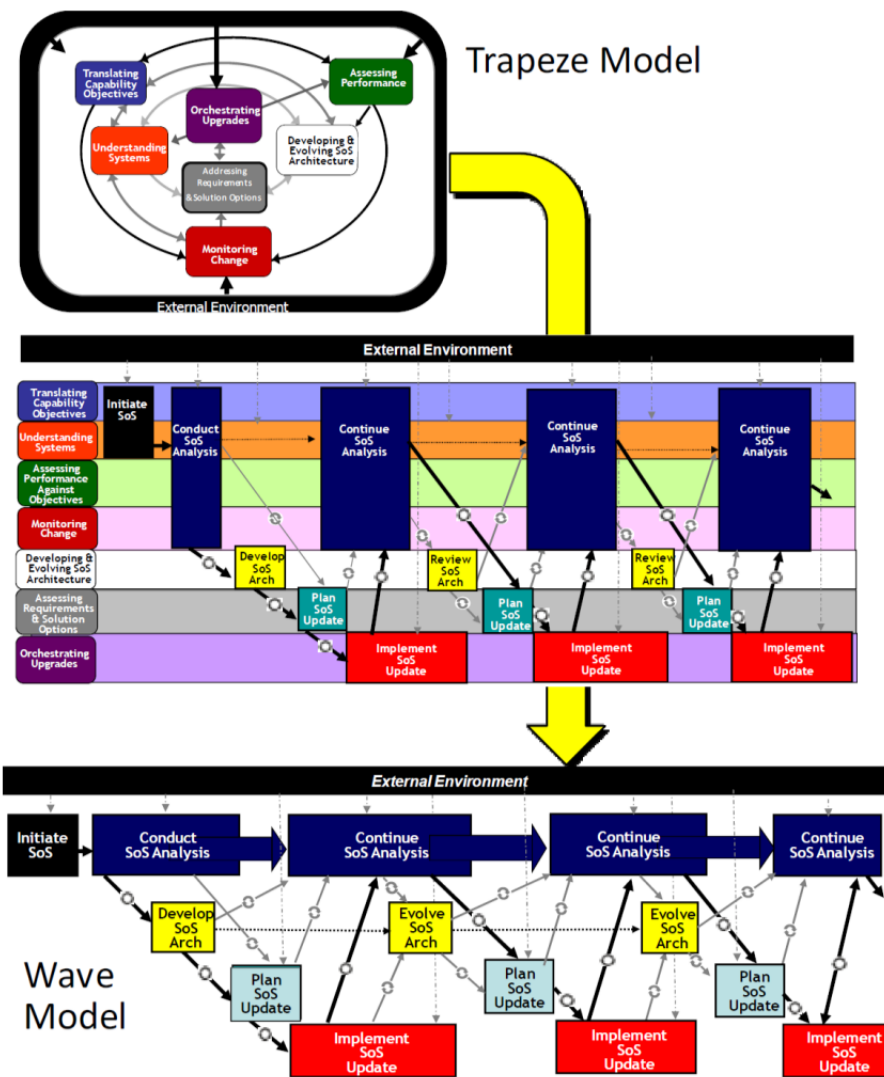 Trapeze Model
Translating
Capability
Objectives
Assessing
Performance
Orchestrating
Upgrades
Understanding
Systems
Developing &
Evolving SoS
Architecture
Addressing
Requirements
& Solution Options
Monitoring
Change
External Environment
External Environment
Translating
Capability
Objectives
Initiate
SoS
Conduct
SoS
Analysis
Continue
SoS
Analysis
Continue
SoS
Analysis
Continue
SoS
Analysis
Understanding
Systems
Assessing
Performance
Against
Objectives
Monitoring
Change
Developing &
Evolving SoS
Architecture
Develop
SoS
Arch
Review
SoS
Arch
Review
SoS
Arch
Assessing
Requirements
& Solution
Options
Plan
SoS
Update
Plan
SoS
Update
Plan
SoS
Update
Orchestrating
Upgrades
Implement
SoS
Update
Implement
SoS
Update
Implement
SoS
Update
External Environment
Initiate
SoS
Conduct
SoS Analysis
Continue
SoS Analysis
Continue
SoS Analysis
Continue
SoS Analysis
Develop
SoS
Arch
Evolve
SoS
Arch
Evolve
SoS
Arch
Wave
Model
Plan
SoS
Update
Plan
SoS
Update
Plan
SoS
Update
Implement
SoS
Update
Implement
SoS
Update
Implement
SoS
Update